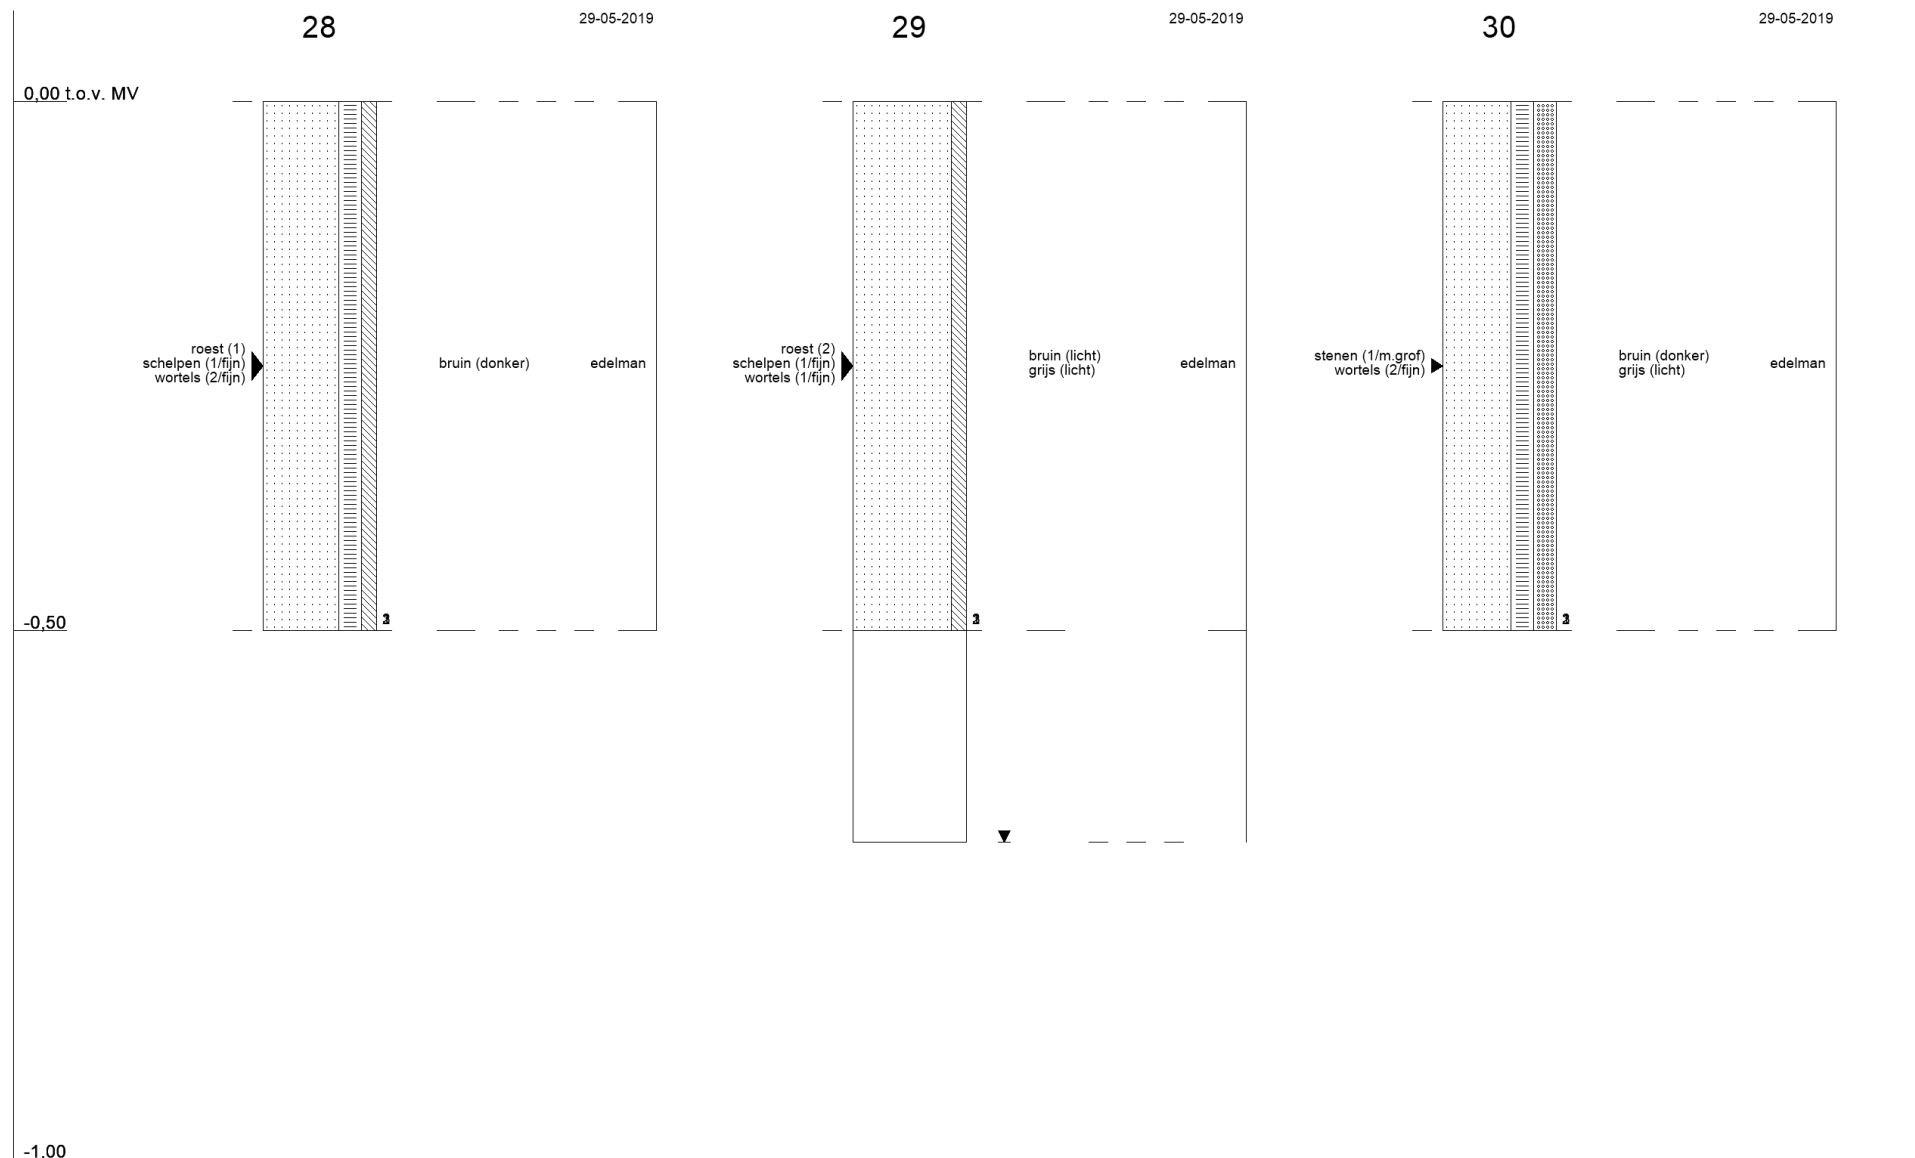 28
29-05-2019
29
29-05-2019
30
29-05-2019
0,00 t.o.v. MV
roest (1)
schelpen (1/fijn)
wortels (2/fijn)
bruin (donker)
edelman
roest (2)
schelpen (1/fijn)
wortels (1/fijn)
bruin (licht)
grijs (licht)
edelman
stenen (1/m.grof)
wortels (2/fijn)
bruin (donker)
grijs (licht)
edelman
-0,50
-1,00